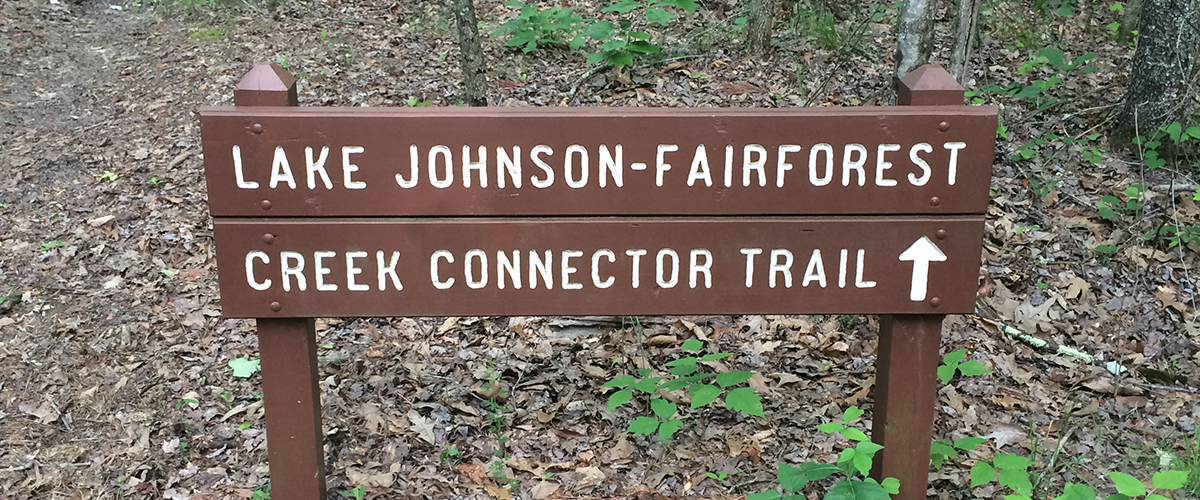 LAKE JOHNSON-FAIRFOREST
CREEK CONNECTOR TRAIL ↑